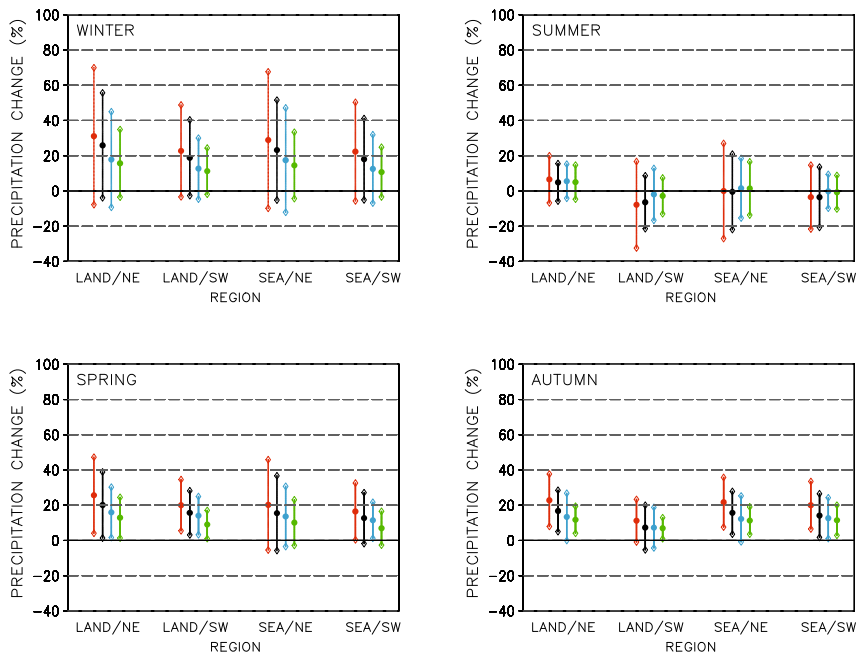 WINTER
PRECIPITATION CHANGE (%)
100
80
60
40
20
0
−20
−40
LAND/NE LAND/SW SEA/NE SEA/SW
REGION
SUMMER
PRECIPITATION CHANGE (%)
100
80
60
40
20
0
−20
−40
LAND/NE LAND/SW SEA/NE SEA/SW
REGION
SPRING
PRECIPITATION CHANGE (%)
100
80
60
40
20
0
−20
−40
LAND/NE LAND/SW SEA/NE SEA/SW
REGION
AUTUMN
PRECIPITATION CHANGE (%)
100
80
60
40
20
0
−20
−40
LAND/NE LAND/SW SEA/NE SEA/SW
REGION